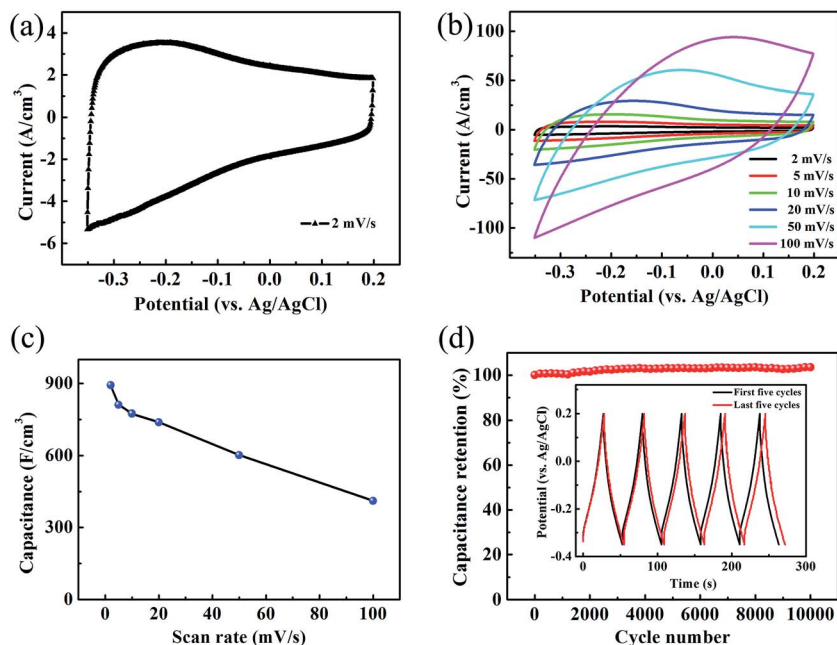 (a)
Current (A/cm³)
6
4
2
0
-2
-4
-6
2 mV/s
-0.3
-0.2
-0.1
0.0
0.1
0.2
Potential (vs. Ag/AgCl)
(b)
Current (A/cm³)
100
50
0
-50
-100
2 mV/s
5 mV/s
10 mV/s
20 mV/s
50 mV/s
100 mV/s
-0.3
-0.2
-0.1
0.0
0.1
0.2
Potential (vs. Ag/AgCl)
(c)
Capacitance (F/cm³)
900
600
300
0
0
20
40
60
80
100
Scan rate (mV/s)
(d)
Capacitance retention (%)
120
100
80
60
40
20
0
First five cycles
Last five cycles
Potential (vs. Ag/AgCl)
0.2
0.0
-0.2
-0.4
0
100
200
300
Time (s)
0
2000
4000
6000
8000
10000
Cycle number